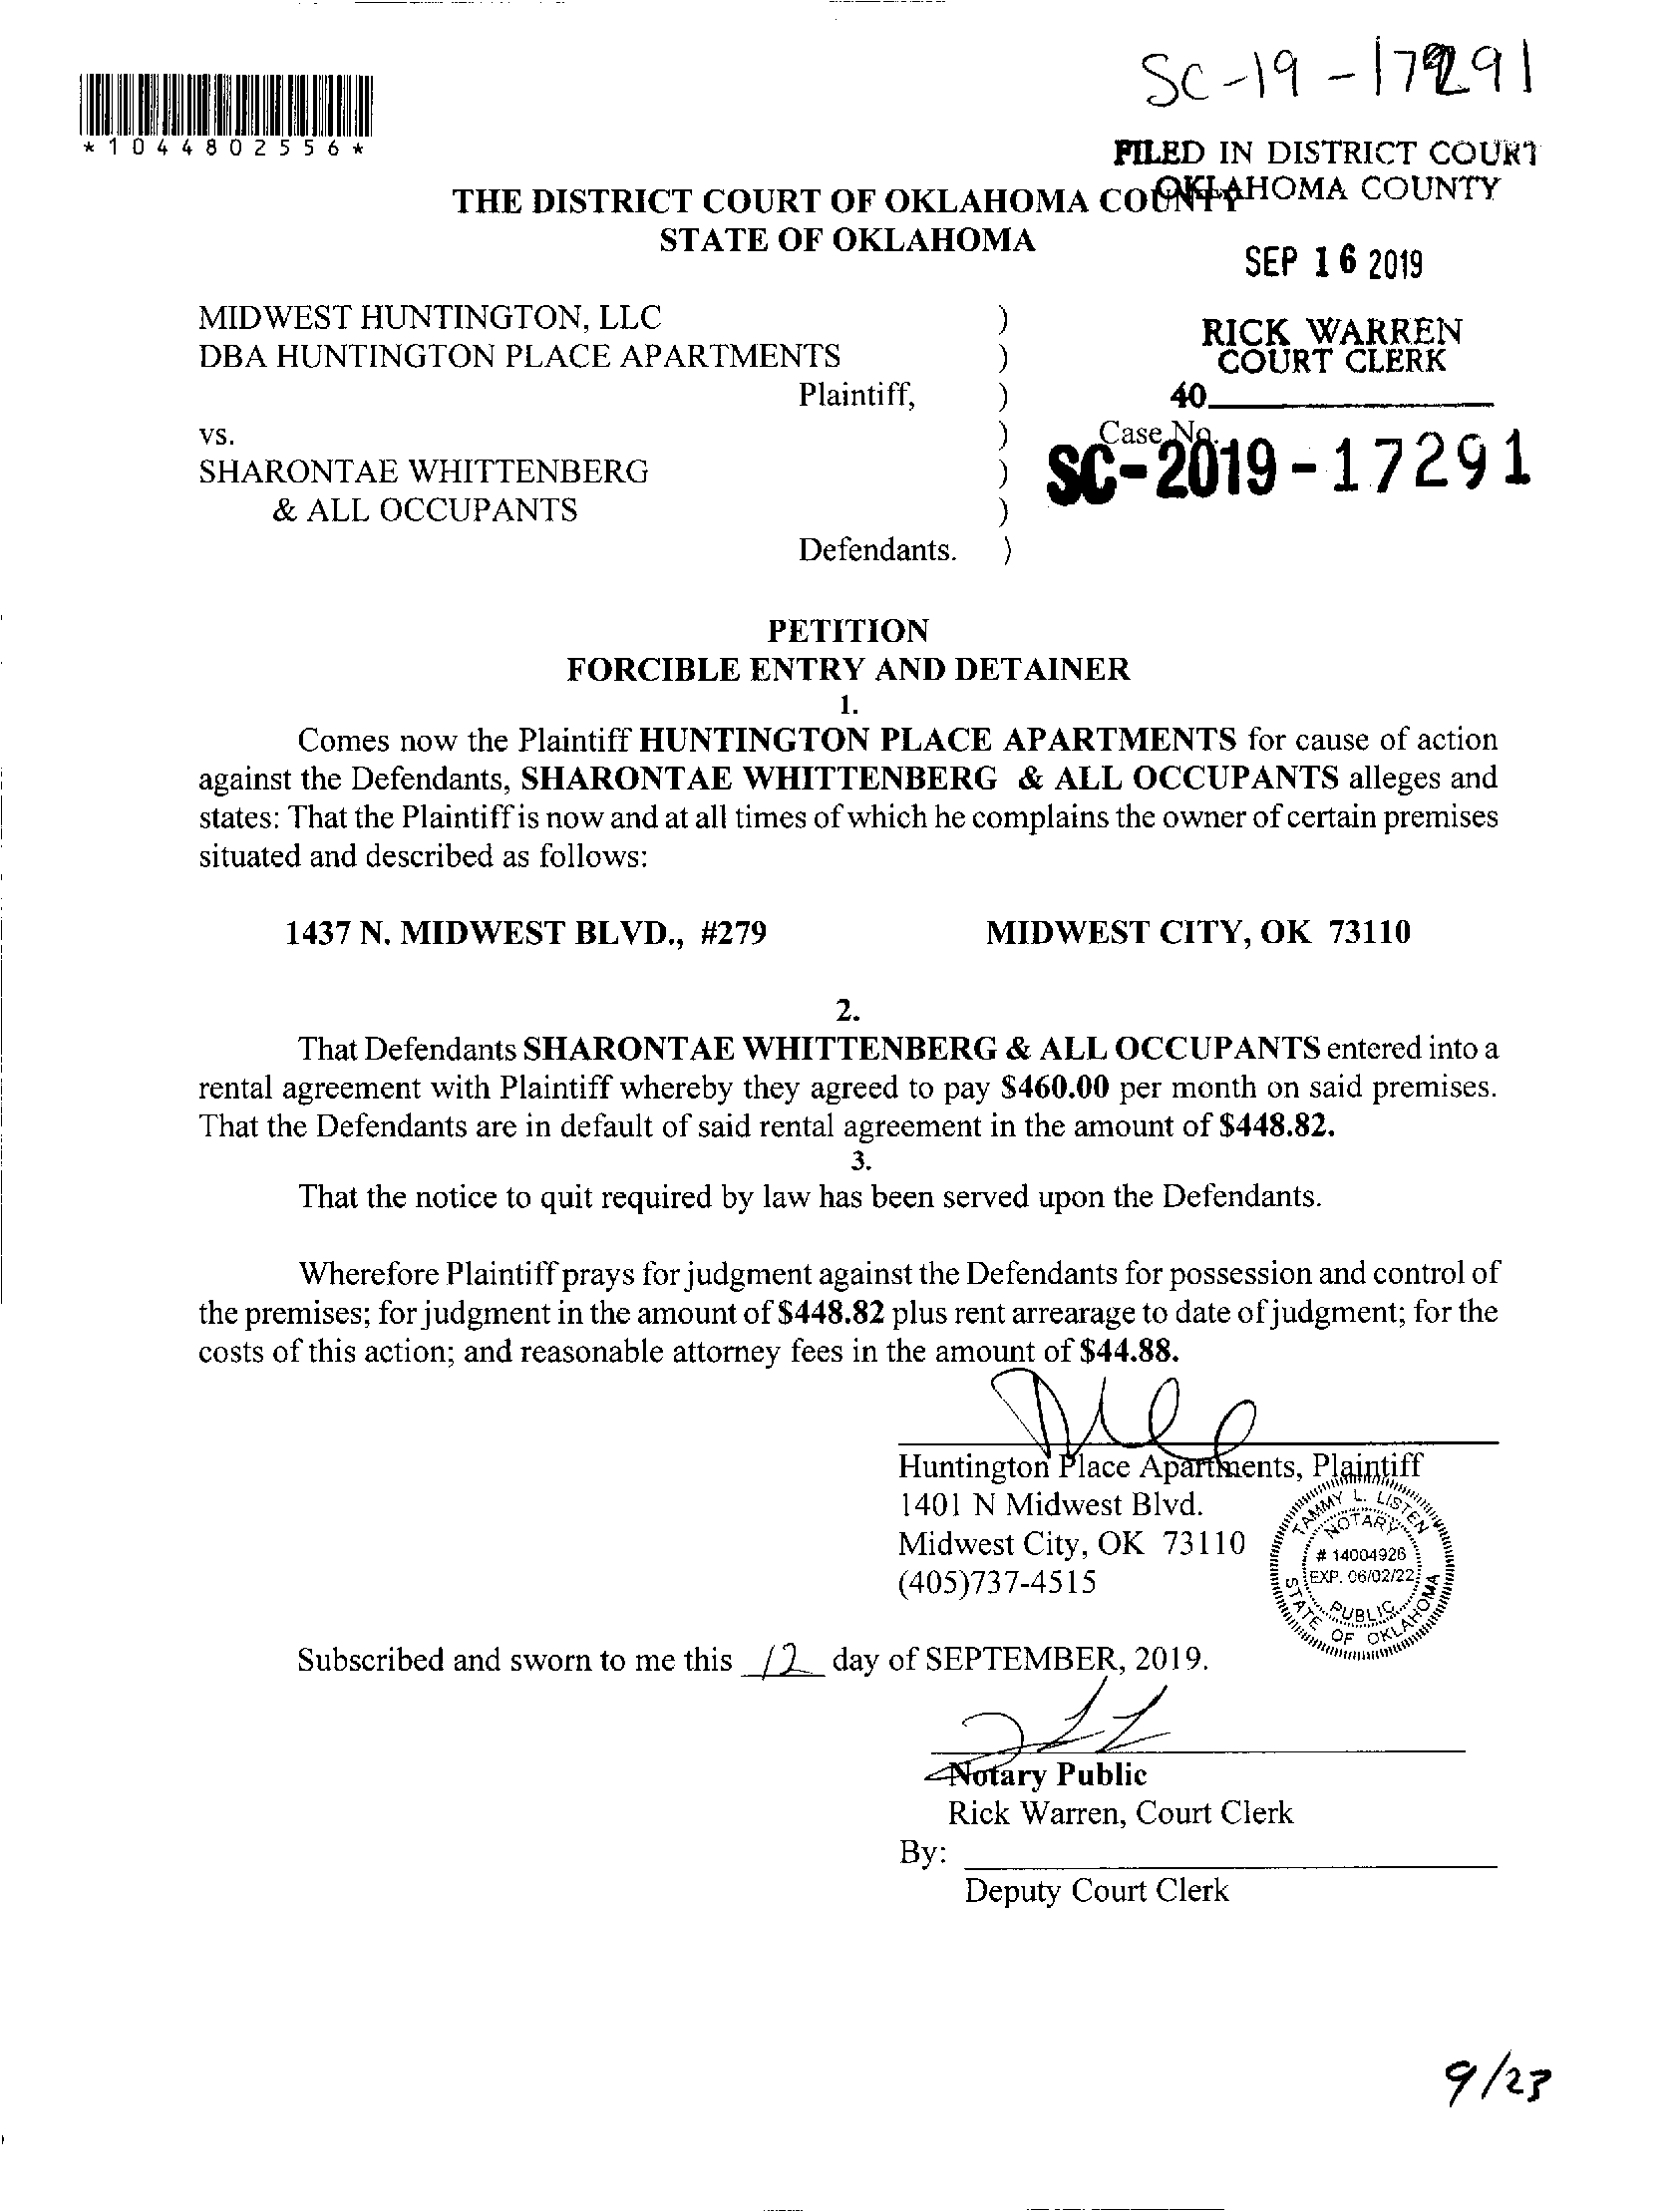 SC-19-17291
*1044802556*
FILED IN DISTRICT COURT
OKLAHOMA COUNTY
THE DISTRICT COURT OF OKLAHOMA COUNTY
STATE OF OKLAHOMA
SEP 16 2019
MIDWEST HUNTINGTON, LLC )
DBA HUNTINGTON PLACE APARTMENTS )
Plaintiff, )
RICK WARREN
COURT CLERK
40
vs. )
Case No.
SHARONTAE WHITTENBERG )
SC-2019-17291
& ALL OCCUPANTS )
Defendants. )
PETITION
FORCIBLE ENTRY AND DETAINER
1.
Comes now the Plaintiff HUNTINGTON PLACE APARTMENTS for cause of action
against the Defendants, SHARONTAE WHITTENBERG & ALL OCCUPANTS alleges and
states: That the Plaintiff is now and at all times of which he complains the owner of certain premises
situated and described as follows:
1437 N. MIDWEST BLVD., #279 MIDWEST CITY, OK 73110
2.
That Defendants SHARONTAE WHITTENBERG & ALL OCCUPANTS entered into a
rental agreement with Plaintiff whereby they agreed to pay $460.00 per month on said premises.
That the Defendants are in default of said rental agreement in the amount of $448.82.
3.
That the notice to quit required by law has been served upon the Defendants.
Wherefore Plaintiff prays for judgment against the Defendants for possession and control of
the premises; for judgment in the amount of $448.82 plus rent arrearage to date of judgment; for the
costs of this action; and reasonable attorney fees in the amount of $44.88.
Huntington Place Apartments, Plaintiff
1401 N Midwest Blvd.
Midwest City, OK 73110
(405)737-4515
TAMMY L. LISTEN
NOTARY
# 14004926
EXP. 06/02/22
PUBLIC
STATE OF OKLAHOMA
Subscribed and sworn to me this 12 day of SEPTEMBER, 2019.
Notary Public
Rick Warren, Court Clerk
By:
Deputy Court Clerk
9/23